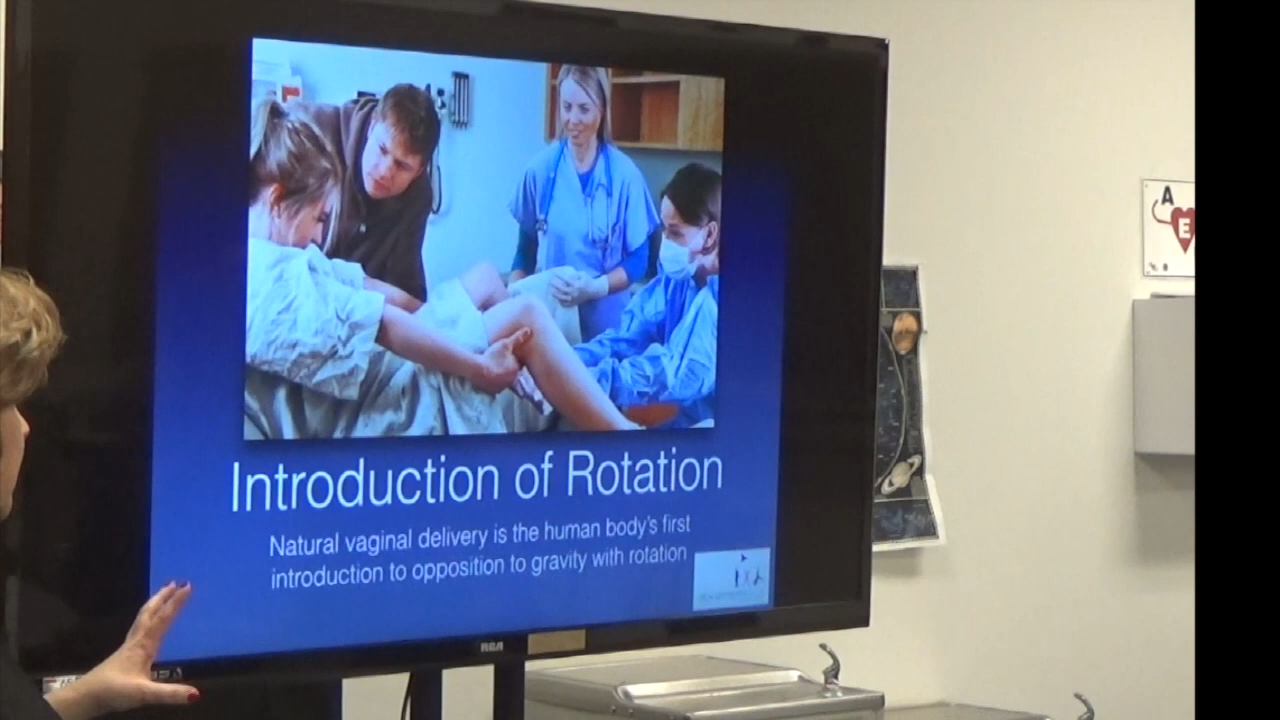 Introduction of Rotation
Natural vaginal delivery is the human body's first
introduction to opposition to gravity with rotation
RCA
A
E